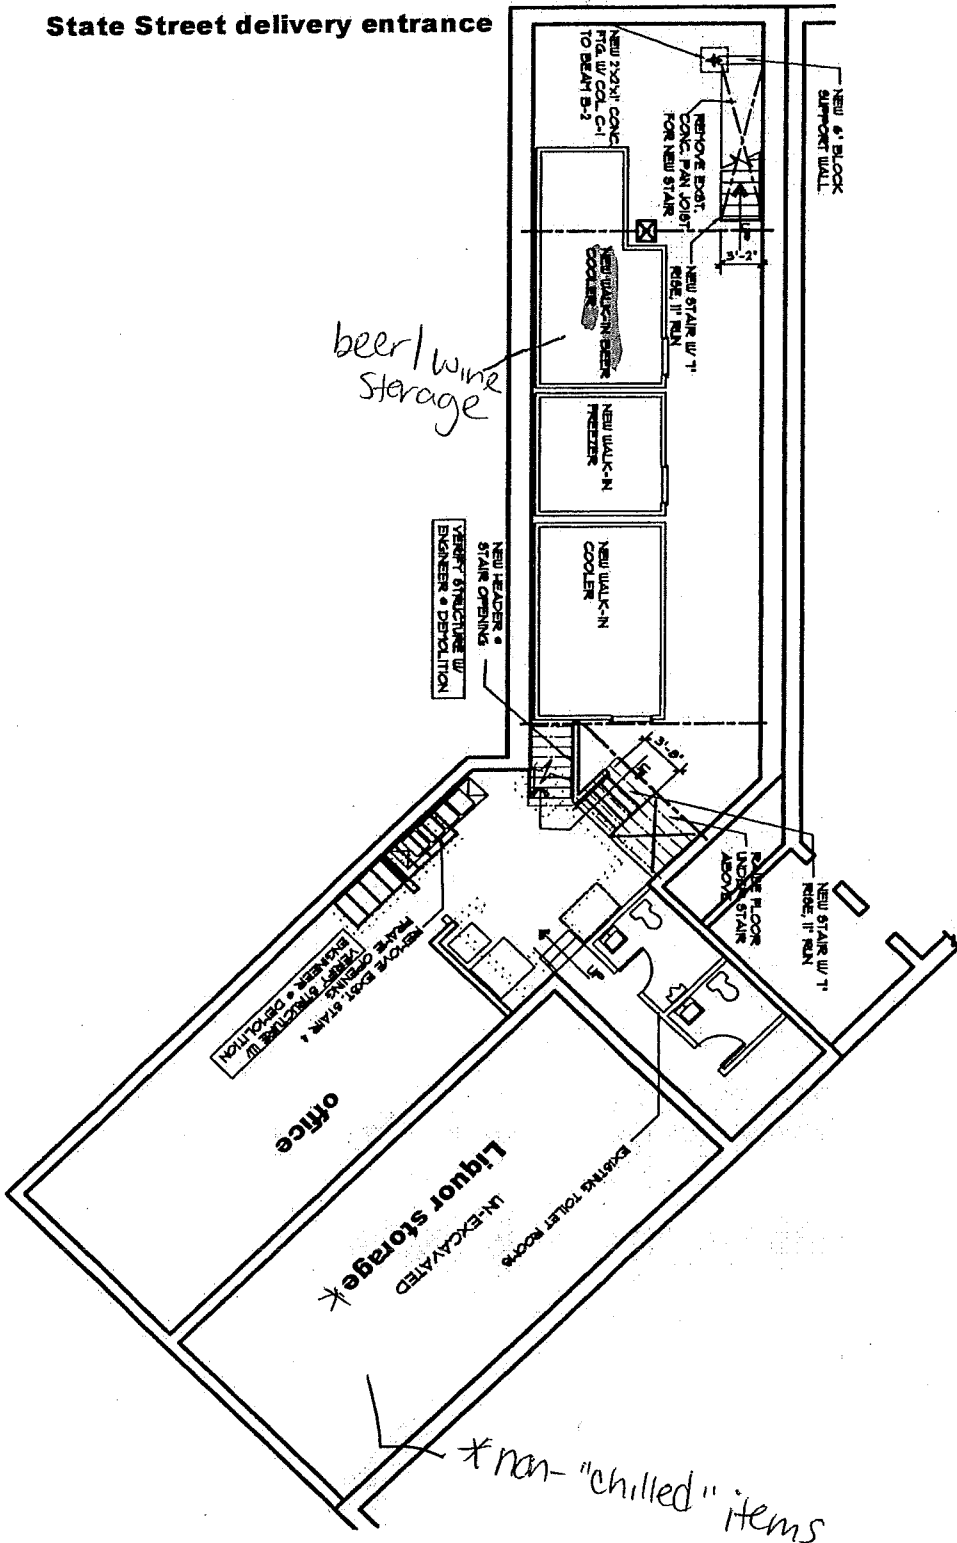 State Street delivery entrance
NEW 2'x2'x1' CONC.
FTG. W/ COL. C-1
TO BEAM B-2
REMOVE EXIST.
CONC. PAN JOIST
FOR NEW STAIR
NEW 6" BLOCK
SUPPORT WALL
UP
3'-2"
NEW STAIR W/ 7"
RISE, 11" RUN
NEW WALK-IN BEER
COOLER
beer/wine
storage
NEW WALK-IN
FREEZER
NEW WALK-IN
COOLER
NEW HEADER @
STAIR OPENING
VERIFY STRUCTURE W/
ENGINEER @ DEMOLITION
3'-8"
UP
RAISE FLOOR
UNDER STAIR
ABOVE
NEW STAIR W/ 7"
RISE, 11" RUN
UP
REMOVE EXIST. STAIR &
FRAME OPENING
VERIFY STRUCTURE W/
ENGINEER @ DEMOLITION
office
Liquor storage *
UN-EXCAVATED
EXISTING TOILET ROOMS
* non-"chilled" items